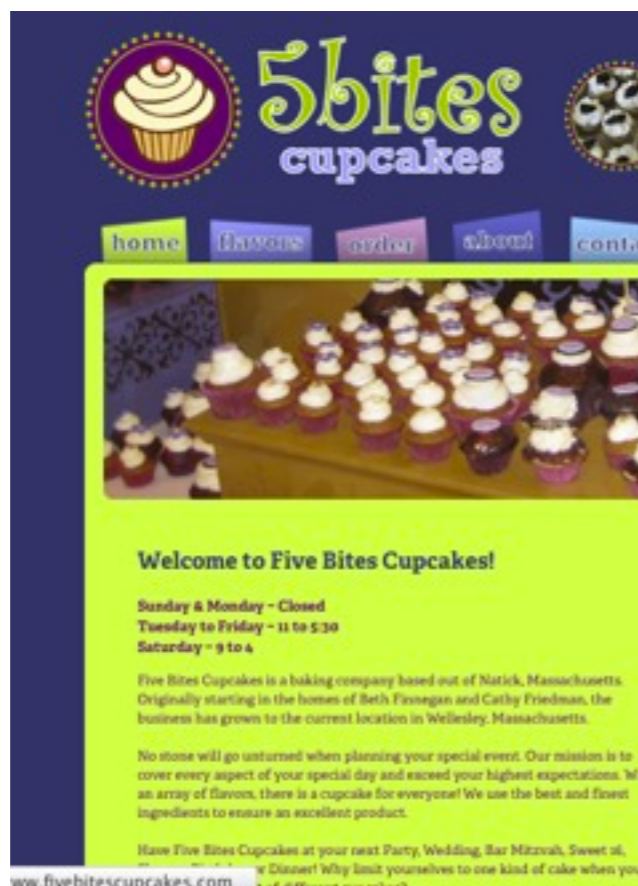 5bites
cupcakes
home flavors order about conta
Welcome to Five Bites Cupcakes!
Sunday & Monday - Closed
Tuesday to Friday - 11 to 5:30
Saturday - 9 to 4
Five Bites Cupcakes is a baking company based out of Natick, Massachusetts.
Originally starting in the homes of Beth Finnegan and Cathy Friedman, the
business has grown to the current location in Wellesley, Massachusetts.
No stone will go unturned when planning your special event. Our mission is to
cover every aspect of your special day and exceed your highest expectations. W
an array of flavors, there is a cupcake for everyone! We use the best and finest
ingredients to ensure an excellent product.
Have Five Bites Cupcakes at your next Party, Wedding, Bar Mitzvah, Sweet 16,
Dinner! Why limit yourselves to one kind of cake when you
www.fivebitescupcakes.com